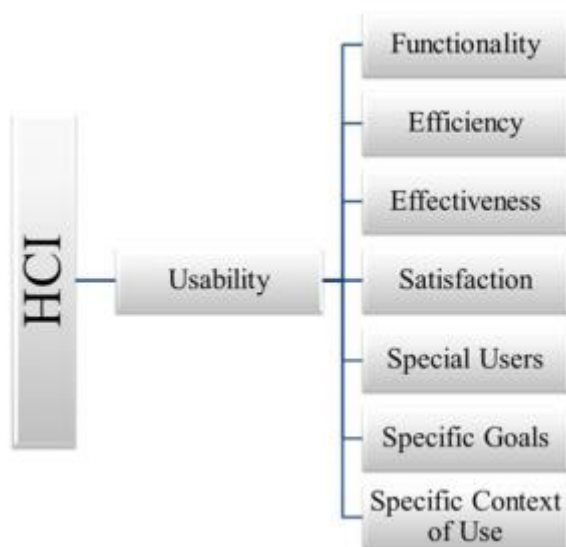 HCI
Usability
Functionality
Efficiency
Effectiveness
Satisfaction
Special Users
Specific Goals
Specific Context
of Use